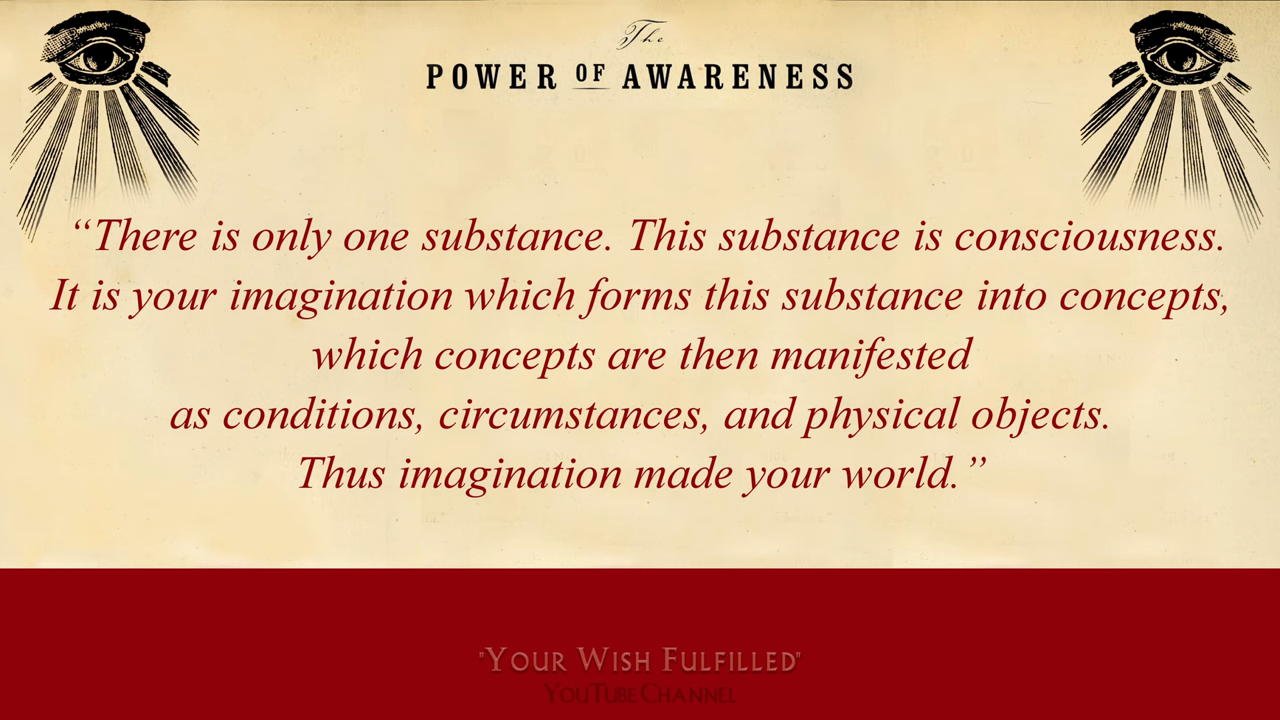 The
POWER OF AWARENESS
“There is only one substance. This substance is consciousness.
It is your imagination which forms this substance into concepts,
which concepts are then manifested
as conditions, circumstances, and physical objects.
Thus imagination made your world.”
"YOUR WISH FULFILLED"
YOUTUBE CHANNEL